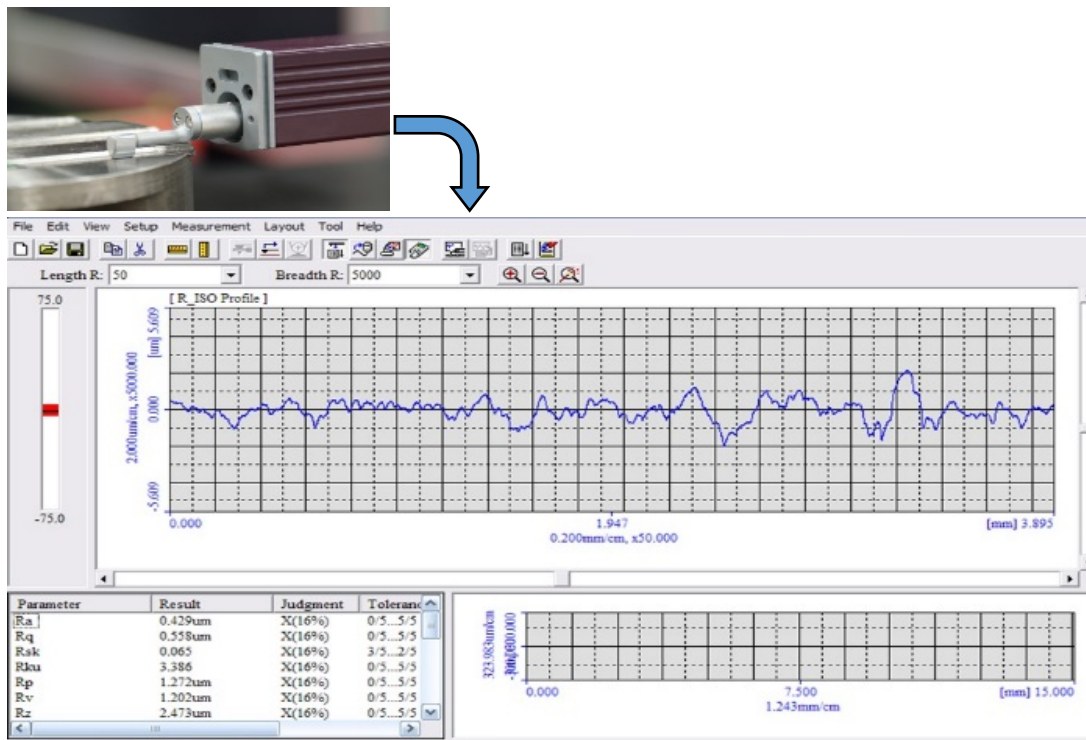 File Edit View Setup Measurement Layout Tool Help
Length R: 50 Breadth R: 5000
75.0
-75.0
[ R_ISO Profile ]
[um] 5.609
0.000
-5.609
2.000um/cm, x5000.000
0.000 1.947 [mm] 3.895
0.200mm/cm, x50.000
Parameter Result Judgment Toleranc
Ra 0.429um X(16%) 0/5...5/5
Rq 0.558um X(16%) 0/5...5/5
Rsk 0.065 X(16%) 3/5...2/5
Rku 3.386 X(16%) 0/5...5/5
Rp 1.272um X(16%) 0/5...5/5
Rv 1.202um X(16%) 0/5...5/5
Rz 2.473um X(16%) 0/5...5/5
323.983um/cm
0.000 7.500 [mm] 15.000
1.243mm/cm